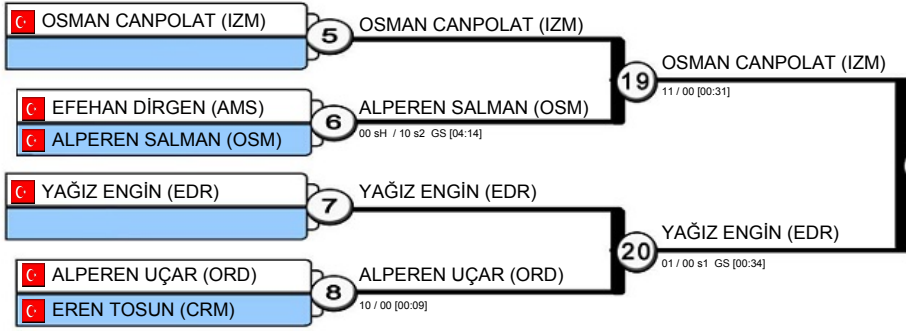 OSMAN CANPOLAT (IZM)
5
OSMAN CANPOLAT (IZM)
EFEHAN DİRGEN (AMS)
ALPEREN SALMAN (OSM)
6
ALPEREN SALMAN (OSM)
00 sH / 10 s2 GS [04:14]
19
OSMAN CANPOLAT (IZM)
11 / 00 [00:31]
YAĞIZ ENGİN (EDR)
7
YAĞIZ ENGİN (EDR)
ALPEREN UÇAR (ORD)
EREN TOSUN (CRM)
8
ALPEREN UÇAR (ORD)
10 / 00 [00:09]
20
YAĞIZ ENGİN (EDR)
01 / 00 s1 GS [00:34]